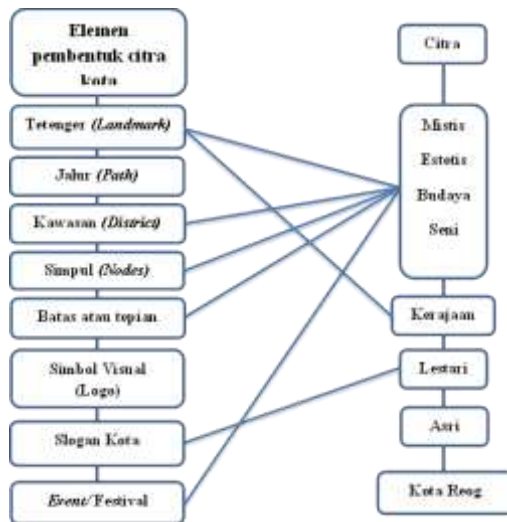 Elemen
pembentuk citra
kota
Tetenger (Landmark)
Jalur (Path)
Kawasan (District)
Simpul (Nodes)
Batas atau tepian
Simbol Visual
(Logo)
Slogan Kota
Event/Festival
Citra
Mistis
Estetis
Budaya
Seni
Kerajaan
Lestari
Asri
Kota Reog